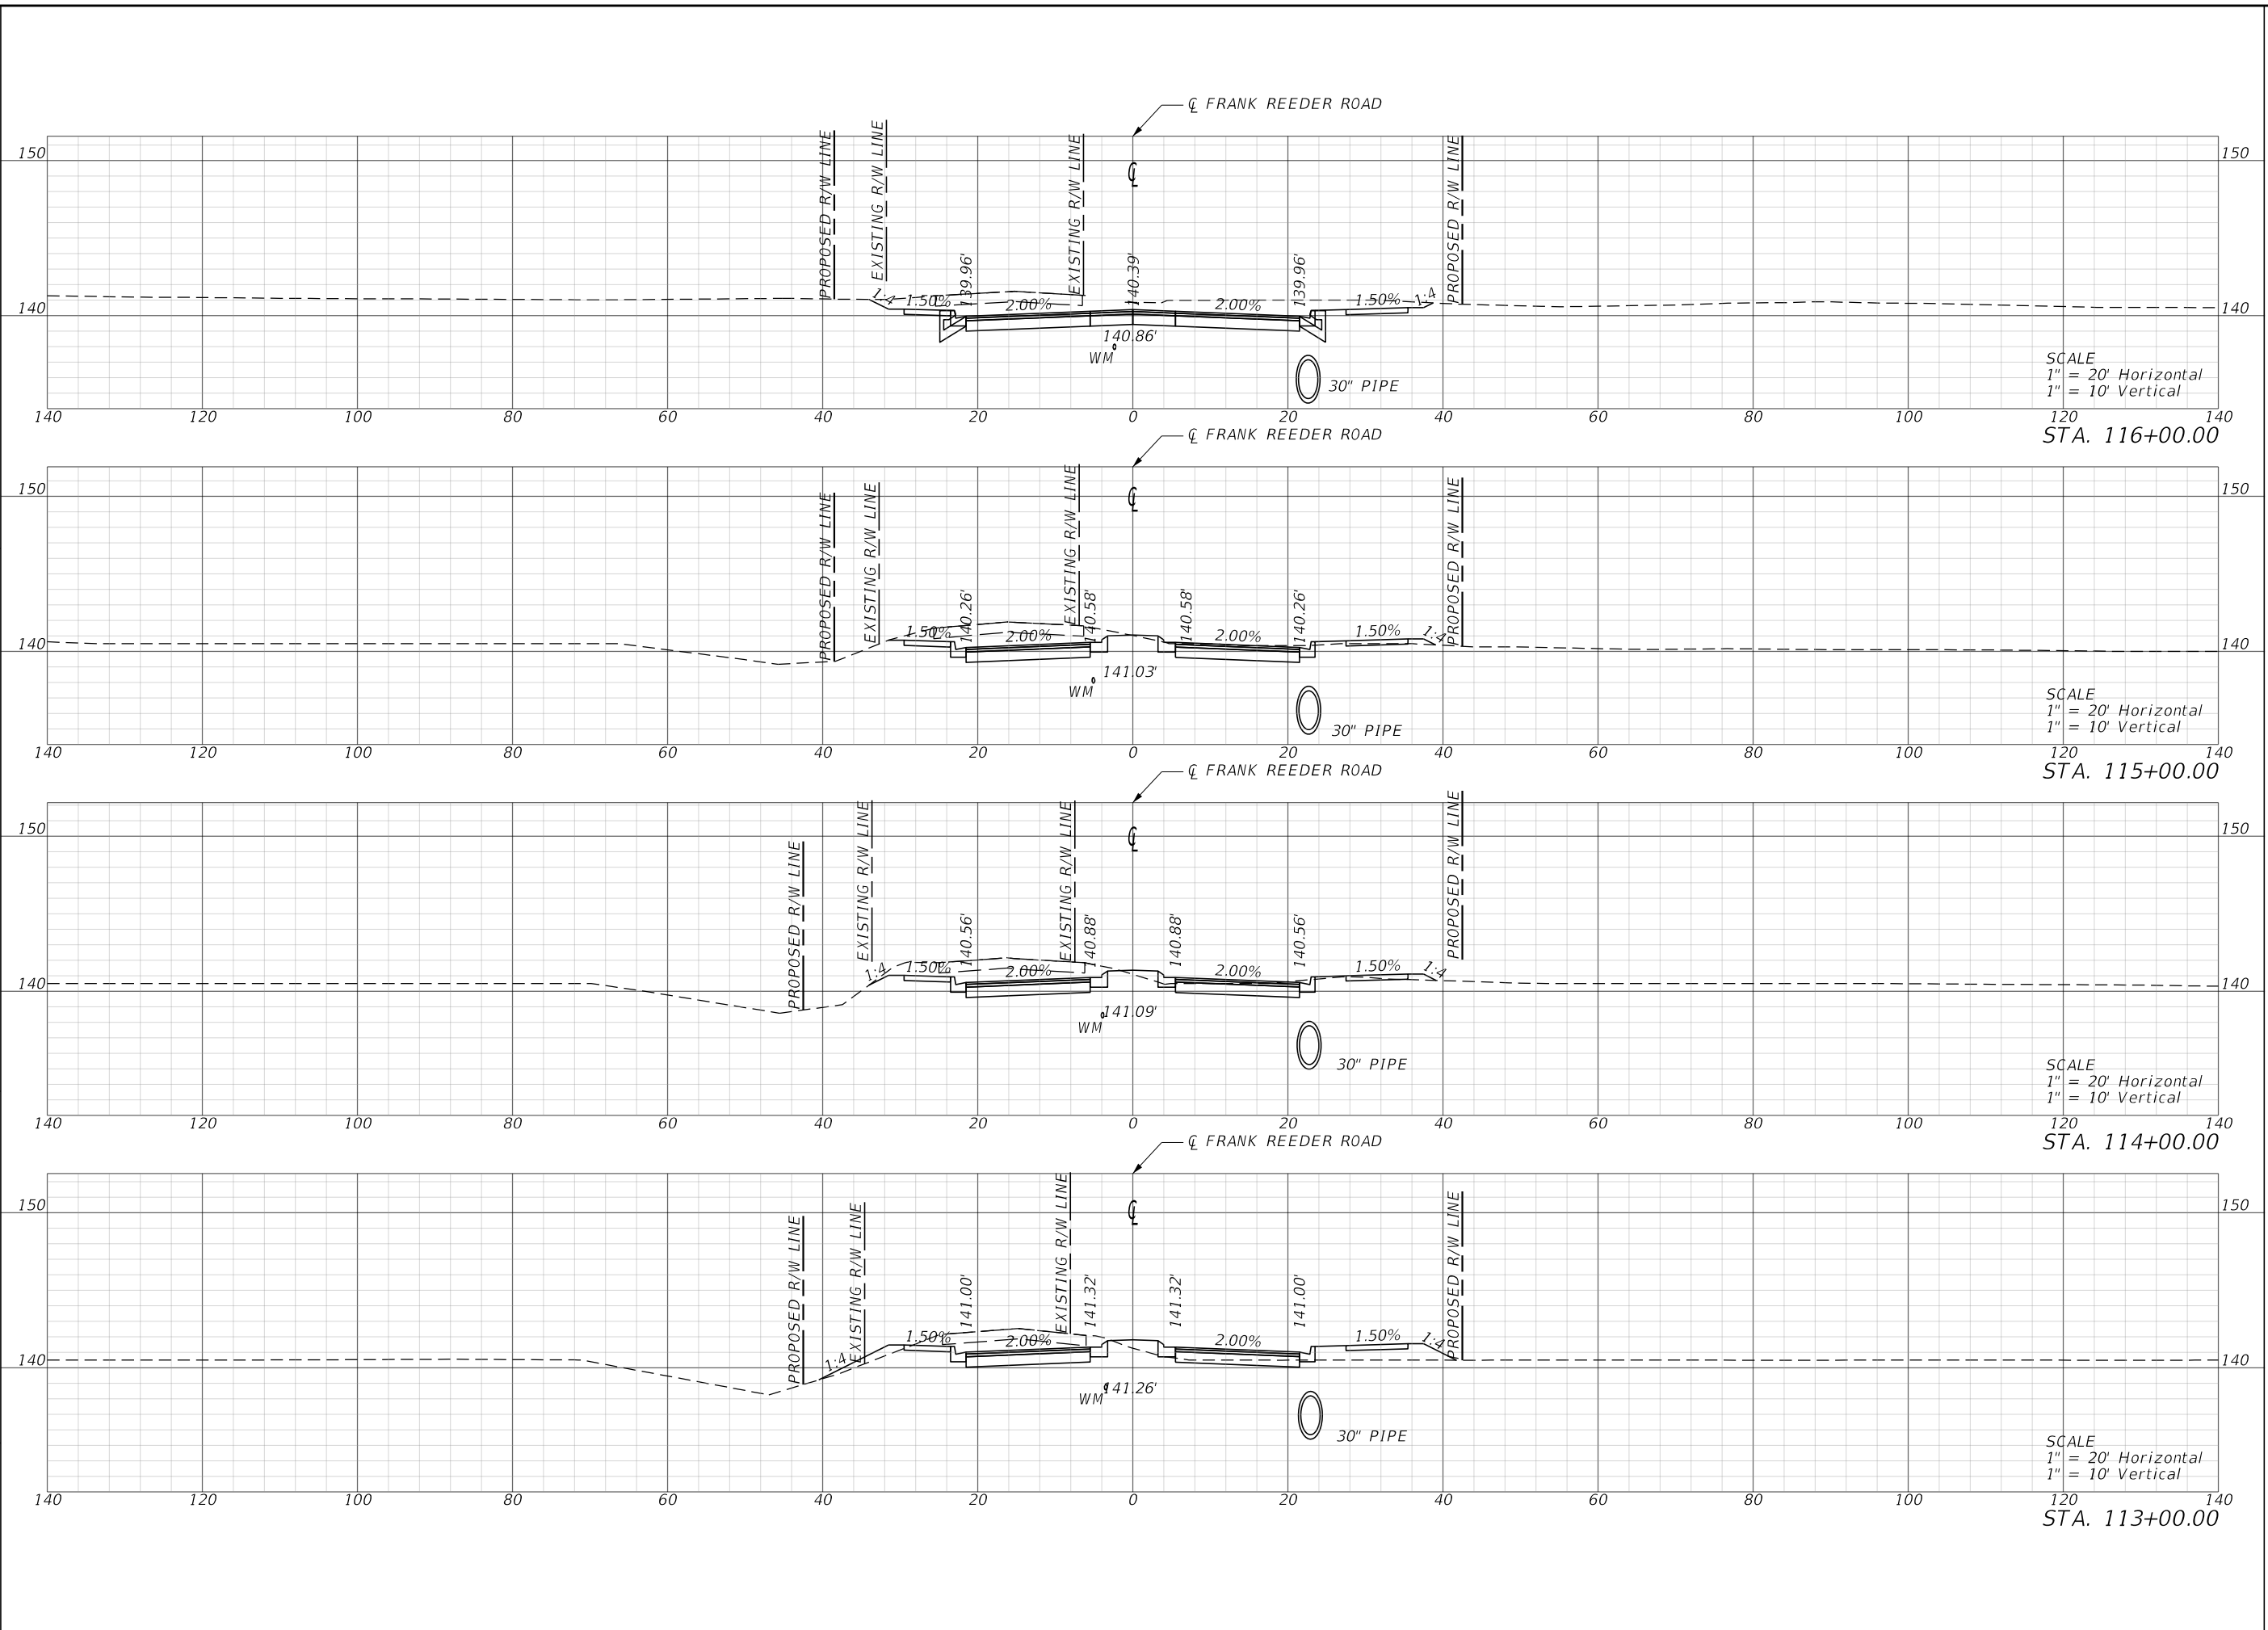 ℄ FRANK REEDER ROAD
PROPOSED R/W LINE
EXISTING R/W LINE
EXISTING R/W LINE
PROPOSED R/W LINE
150
150
℄
139.96'
140.39'
139.96'
1:4
1.50%
2.00%
2.00%
1.50%
1:4
140
140
140.86'
WM
30" PIPE
SCALE
1" = 20' Horizontal
1" = 10' Vertical
140 120 100 80 60 40 20 0 20 40 60 80 100 120 140
STA. 116+00.00
℄ FRANK REEDER ROAD
PROPOSED R/W LINE
EXISTING R/W LINE
EXISTING R/W LINE
PROPOSED R/W LINE
150
150
℄
140.26'
140.58'
140.58'
140.26'
1.50%
2.00%
2.00%
1.50%
1:4
140
140
141.03'
WM
30" PIPE
SCALE
1" = 20' Horizontal
1" = 10' Vertical
140 120 100 80 60 40 20 0 20 40 60 80 100 120 140
STA. 115+00.00
℄ FRANK REEDER ROAD
PROPOSED R/W LINE
EXISTING R/W LINE
EXISTING R/W LINE
PROPOSED R/W LINE
150
150
℄
140.56'
140.88'
140.88'
140.56'
1:4
1.50%
2.00%
2.00%
1.50%
1:4
140
140
141.09'
WM
30" PIPE
SCALE
1" = 20' Horizontal
1" = 10' Vertical
140 120 100 80 60 40 20 0 20 40 60 80 100 120 140
STA. 114+00.00
℄ FRANK REEDER ROAD
PROPOSED R/W LINE
EXISTING R/W LINE
EXISTING R/W LINE
PROPOSED R/W LINE
150
150
℄
141.00'
141.32'
141.32'
141.00'
1:4
1.50%
2.00%
2.00%
1.50%
1:4
140
140
141.26'
WM
30" PIPE
SCALE
1" = 20' Horizontal
1" = 10' Vertical
140 120 100 80 60 40 20 0 20 40 60 80 100 120 140
STA. 113+00.00